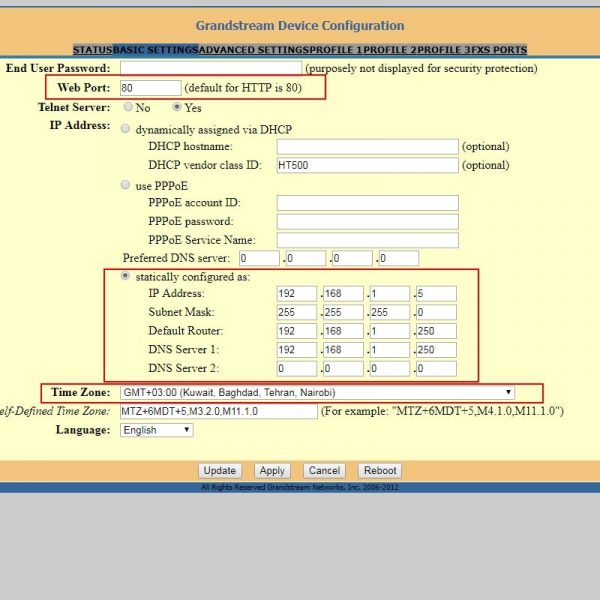 Grandstream Device Configuration
STATUS BASIC SETTINGS ADVANCED SETTINGS PROFILE 1 PROFILE 2 PROFILE 3 FXS PORTS
End User Password: (purposely not displayed for security protection)
Web Port: 80 (default for HTTP is 80)
Telnet Server: No Yes
IP Address: dynamically assigned via DHCP
DHCP hostname: (optional)
DHCP vendor class ID: HT500 (optional)
use PPPoE
PPPoE account ID:
PPPoE password:
PPPoE Service Name:
Preferred DNS server: 0 . 0 . 0 . 0
statically configured as:
IP Address: 192 . 168 . 1 . 5
Subnet Mask: 255 . 255 . 255 . 0
Default Router: 192 . 168 . 1 . 250
DNS Server 1: 192 . 168 . 1 . 250
DNS Server 2: 0 . 0 . 0 . 0
Time Zone: GMT+03:00 (Kuwait, Baghdad, Tehran, Nairobi)
elf-Defined Time Zone: MTZ+6MDT+5,M3.2.0,M11.1.0 (For example: "MTZ+6MDT+5,M4.1.0,M11.1.0")
Language: English
Update Apply Cancel Reboot
All Rights Reserved Grandstream Networks, Inc. 2006-2012